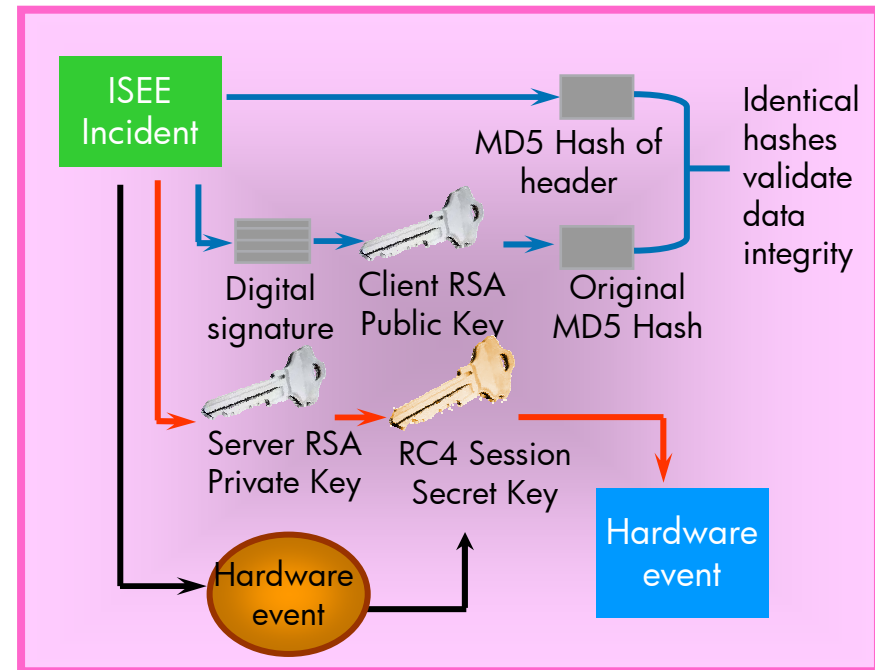 ISEE
Incident
MD5 Hash of
header
Identical
hashes
validate
data
integrity
Digital
signature
Client RSA
Public Key
Original
MD5 Hash
Server RSA
Private Key
RC4 Session
Secret Key
Hardware
event
Hardware
event